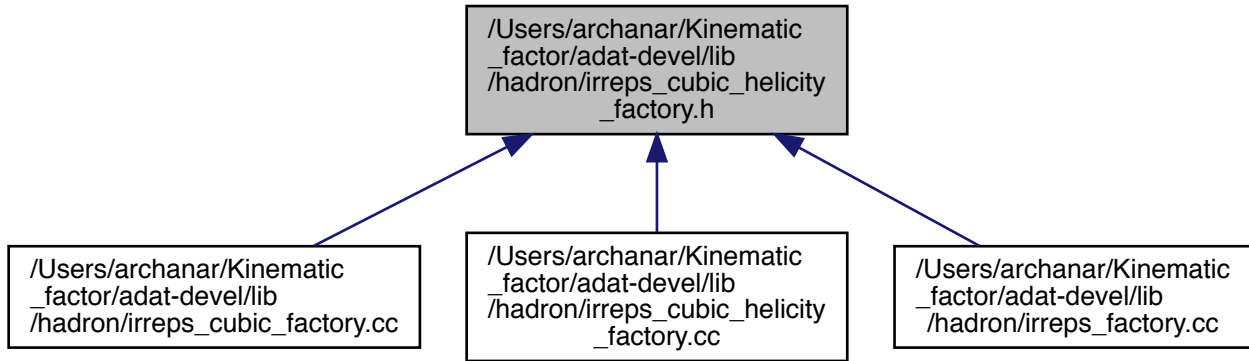 /Users/archanar/Kinematic
_factor/adat-devel/lib
/hadron/irreps_cubic_helicity
_factory.h
/Users/archanar/Kinematic
_factor/adat-devel/lib
/hadron/irreps_cubic_factory.cc
/Users/archanar/Kinematic
_factor/adat-devel/lib
/hadron/irreps_cubic_helicity
_factory.cc
/Users/archanar/Kinematic
_factor/adat-devel/lib
/hadron/irreps_factory.cc